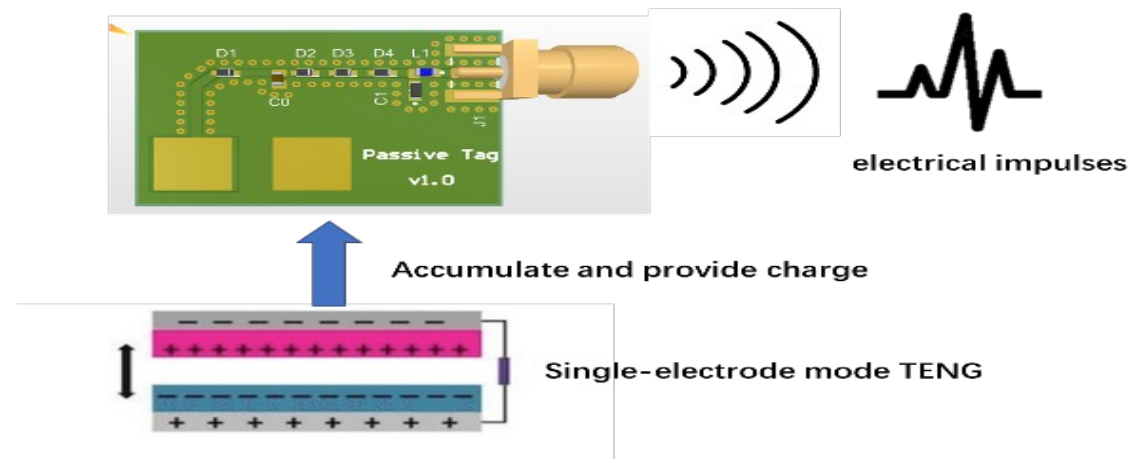 D1
D2
D3
D4
L1
C0
C1
J1
Passive Tag
v1.0
electrical impulses
Accumulate and provide charge
− − − − − − − −
+ + + + + + + + + + + +
Single-electrode mode TENG
− − − − − − − − − − − −
+ + + + + + + +